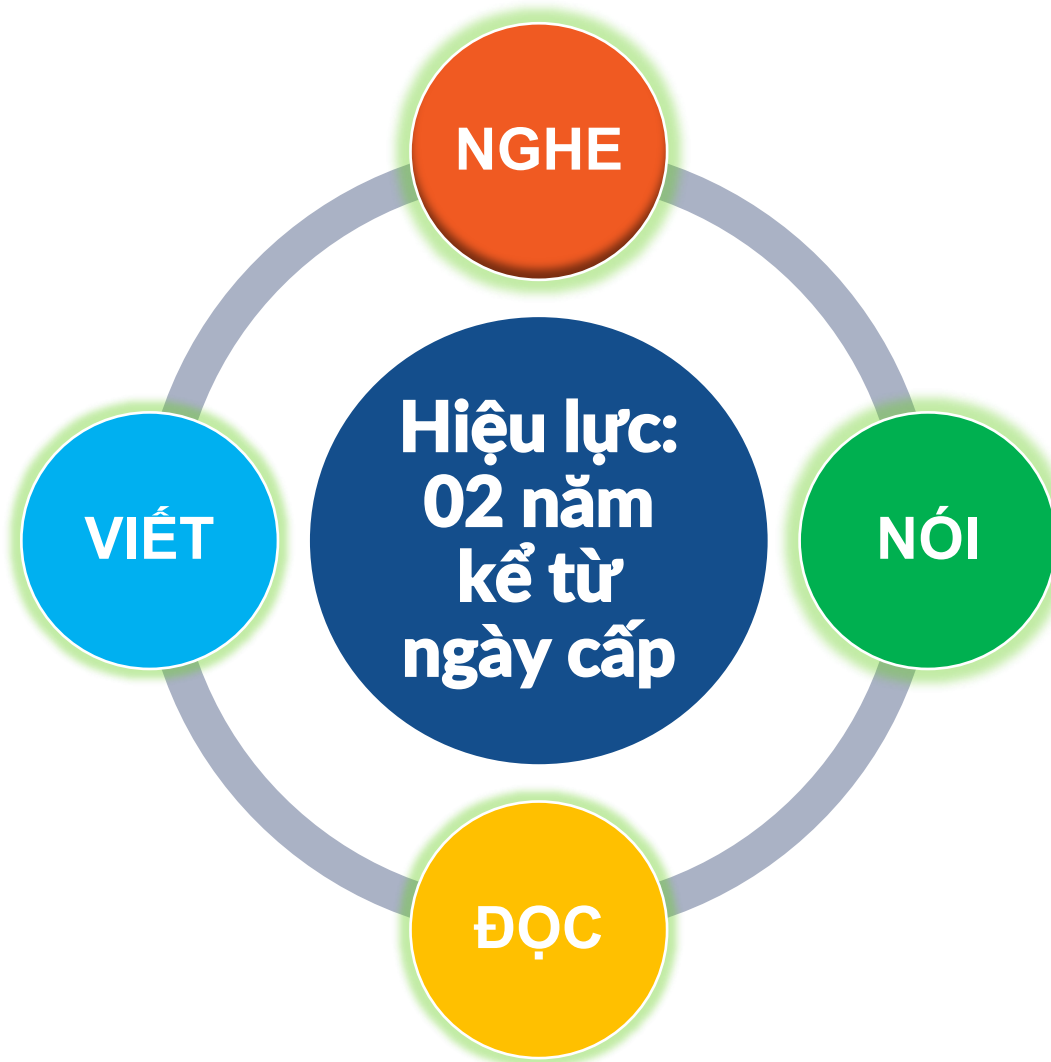 NGHE
Hiệu lực:
02 năm
kể từ
ngày cấp
VIẾT
NÓI
ĐỌC